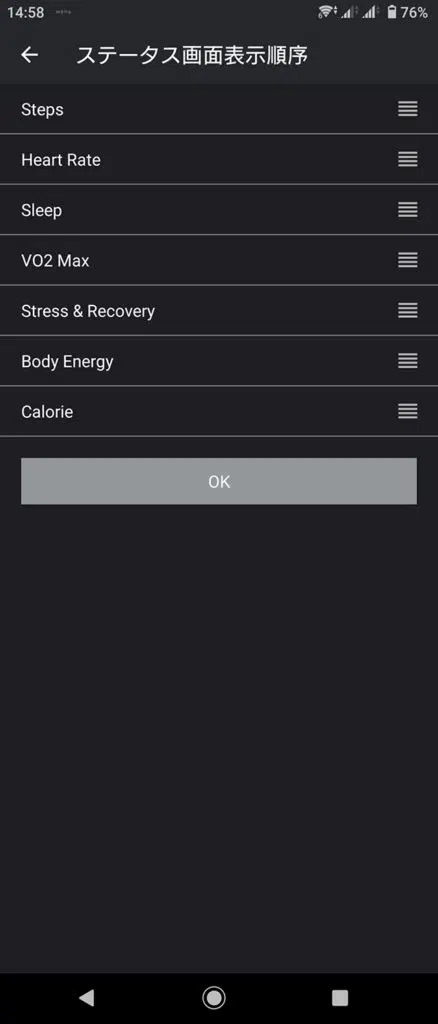 14:58
76%
ステータス画面表示順序
Steps
Heart Rate
Sleep
VO2 Max
Stress & Recovery
Body Energy
Calorie
OK